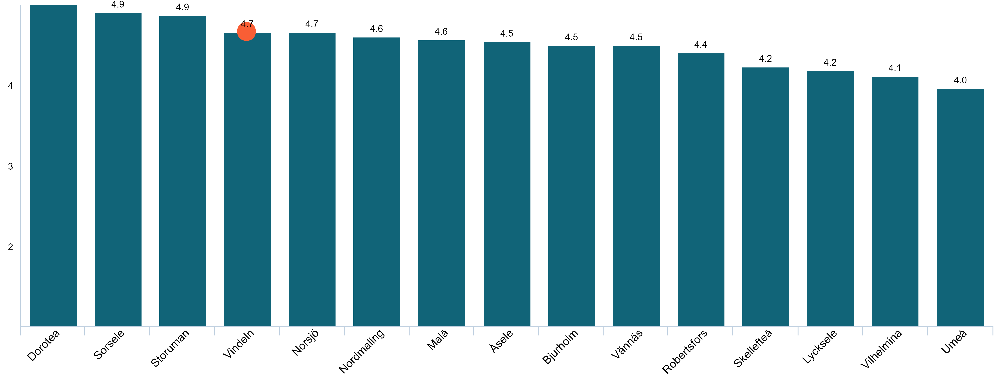 4.9
4.9
4.7
4.7
4.6
4.6
4.5
4.5
4.5
4.4
4.2
4.2
4.1
4.0
4
3
2
Dorotea
Sorsele
Storuman
Vindeln
Norsjö
Nordmaling
Malå
Åsele
Bjurholm
Vännäs
Robertsfors
Skellefteå
Lycksele
Vilhelmina
Umeå